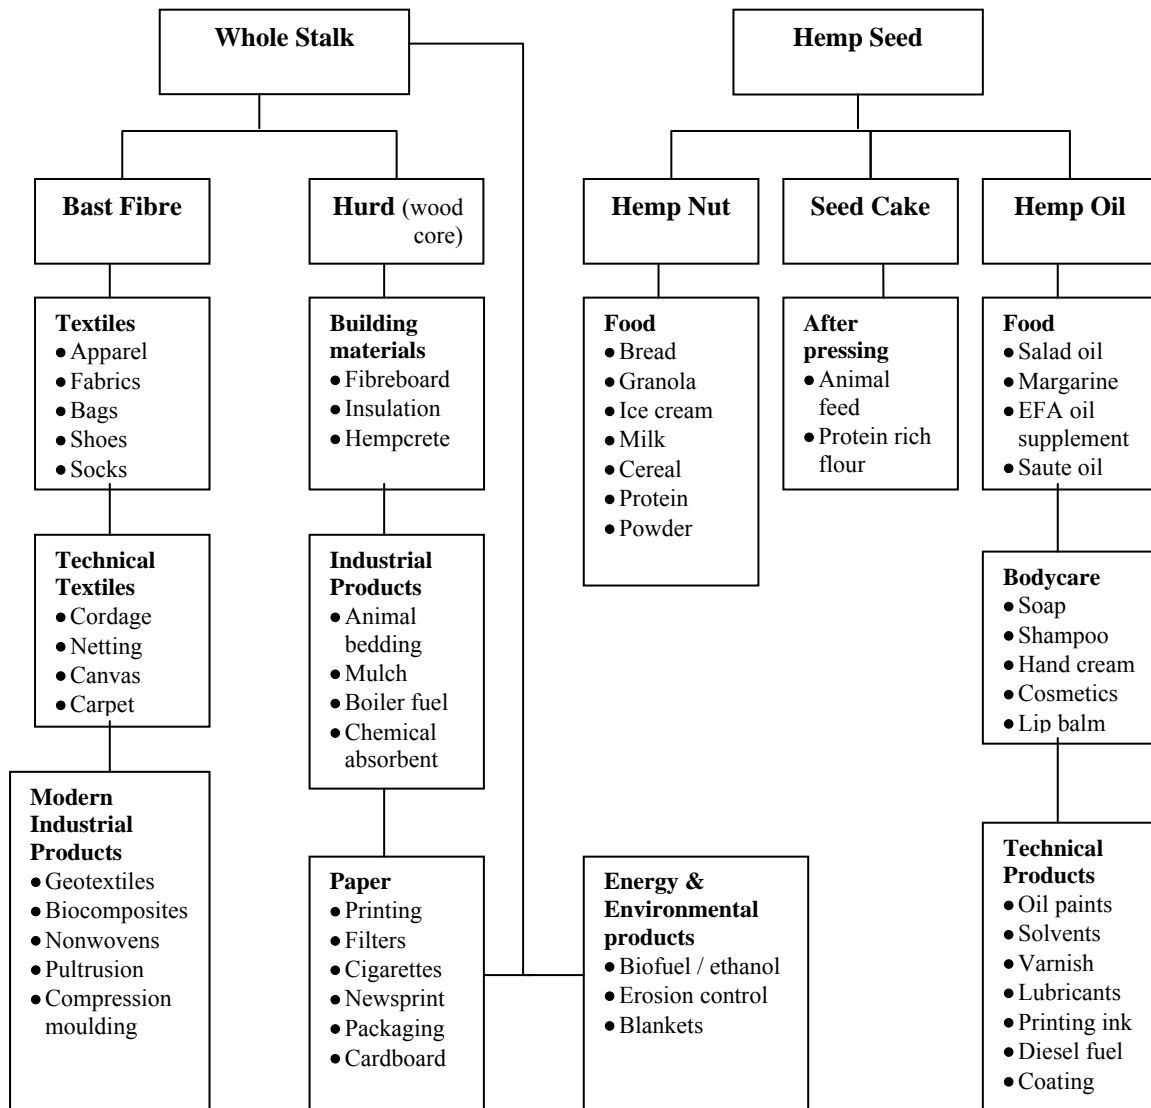 Whole Stalk
Hemp Seed
Bast Fibre
Hurd (wood
core)
Hemp Nut
Seed Cake
Hemp Oil
Textiles
• Apparel
• Fabrics
• Bags
• Shoes
• Socks
Building
materials
• Fibreboard
• Insulation
• Hempcrete
Food
• Bread
• Granola
• Ice cream
• Milk
• Cereal
• Protein
• Powder
After
pressing
• Animal
feed
• Protein rich
flour
Food
• Salad oil
• Margarine
• EFA oil
supplement
• Saute oil
Technical
Textiles
• Cordage
• Netting
• Canvas
• Carpet
Industrial
Products
• Animal
bedding
• Mulch
• Boiler fuel
• Chemical
absorbent
Bodycare
• Soap
• Shampoo
• Hand cream
• Cosmetics
• Lip balm
Modern
Industrial
Products
• Geotextiles
• Biocomposites
• Nonwovens
• Pultrusion
• Compression
moulding
Paper
• Printing
• Filters
• Cigarettes
• Newsprint
• Packaging
• Cardboard
Energy &
Environmental
products
• Biofuel / ethanol
• Erosion control
• Blankets
Technical
Products
• Oil paints
• Solvents
• Varnish
• Lubricants
• Printing ink
• Diesel fuel
• Coating